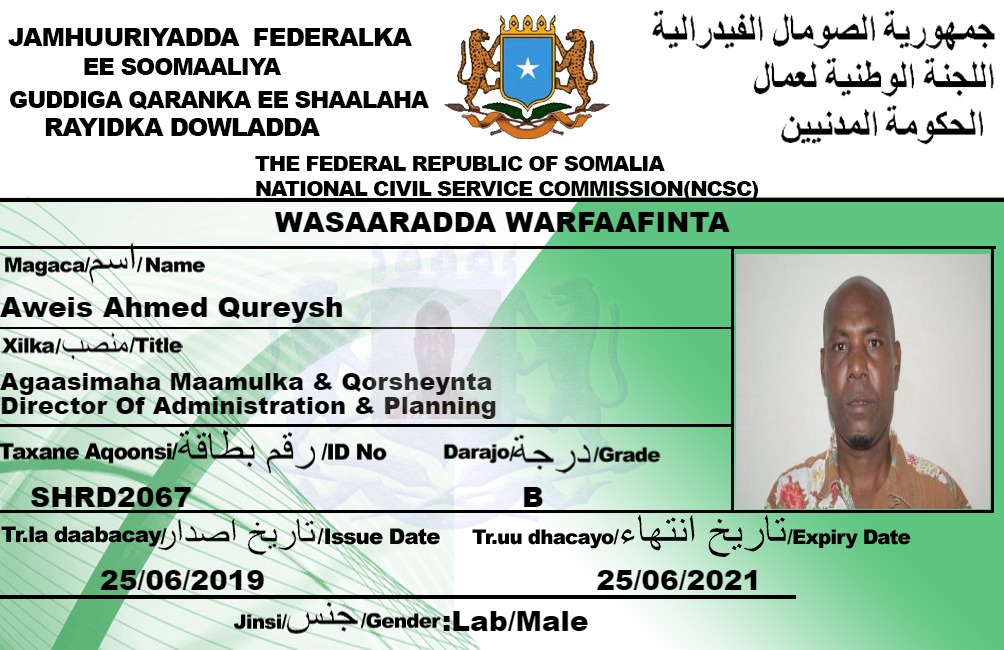 JAMHUURIYADDA FEDERALKA
EE SOOMAALIYA
GUDDIGA QARANKA EE SHAALAHA
RAYIDKA DOWLADDA
جمهورية الصومال الفيدرالية
اللجنة الوطنية لعمال
الحكومة المدنيين
THE FEDERAL REPUBLIC OF SOMALIA
NATIONAL CIVIL SERVICE COMMISSION(NCSC)
WASAARADDA WARFAAFINTA
Magaca/اسم/Name
Aweis Ahmed Qureysh
Xilka/منصب/Title
Agaasimaha Maamulka & Qorsheynta
Director Of Administration & Planning
Taxane Aqoonsi/رقم بطاقة/ID No
Darajo/درجة/Grade
SHRD2067
B
Tr.la daabacay/تاريخ اصدار/Issue Date
Tr.uu dhacayo/تاريخ انتهاء/Expiry Date
25/06/2019
25/06/2021
Jinsi/جنس/Gender:Lab/Male